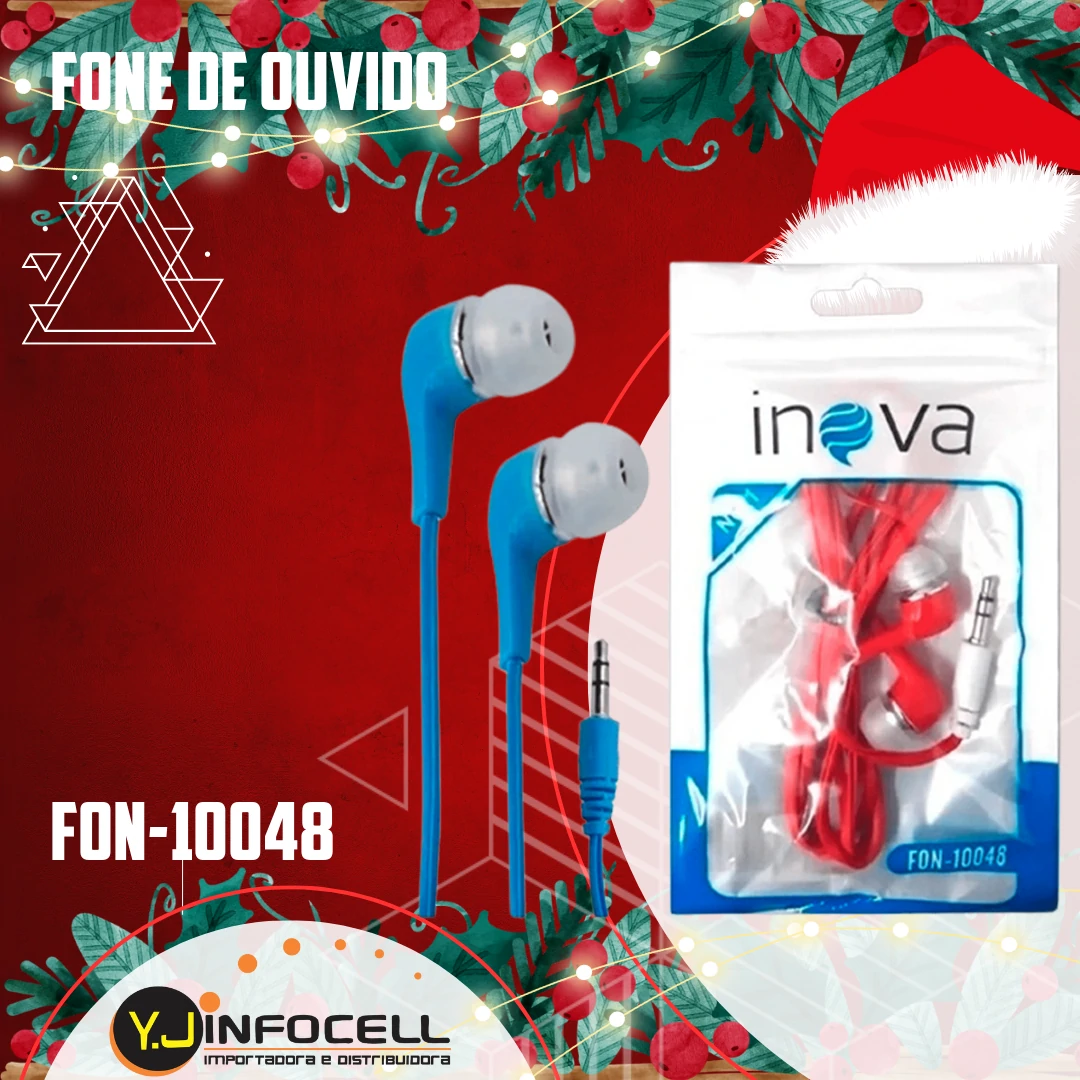 FONE DE OUVIDO
inova
FON-10048
FON-10048
Y.J INFOCELL
IMPORTADORA E DISTRIBUIDORA